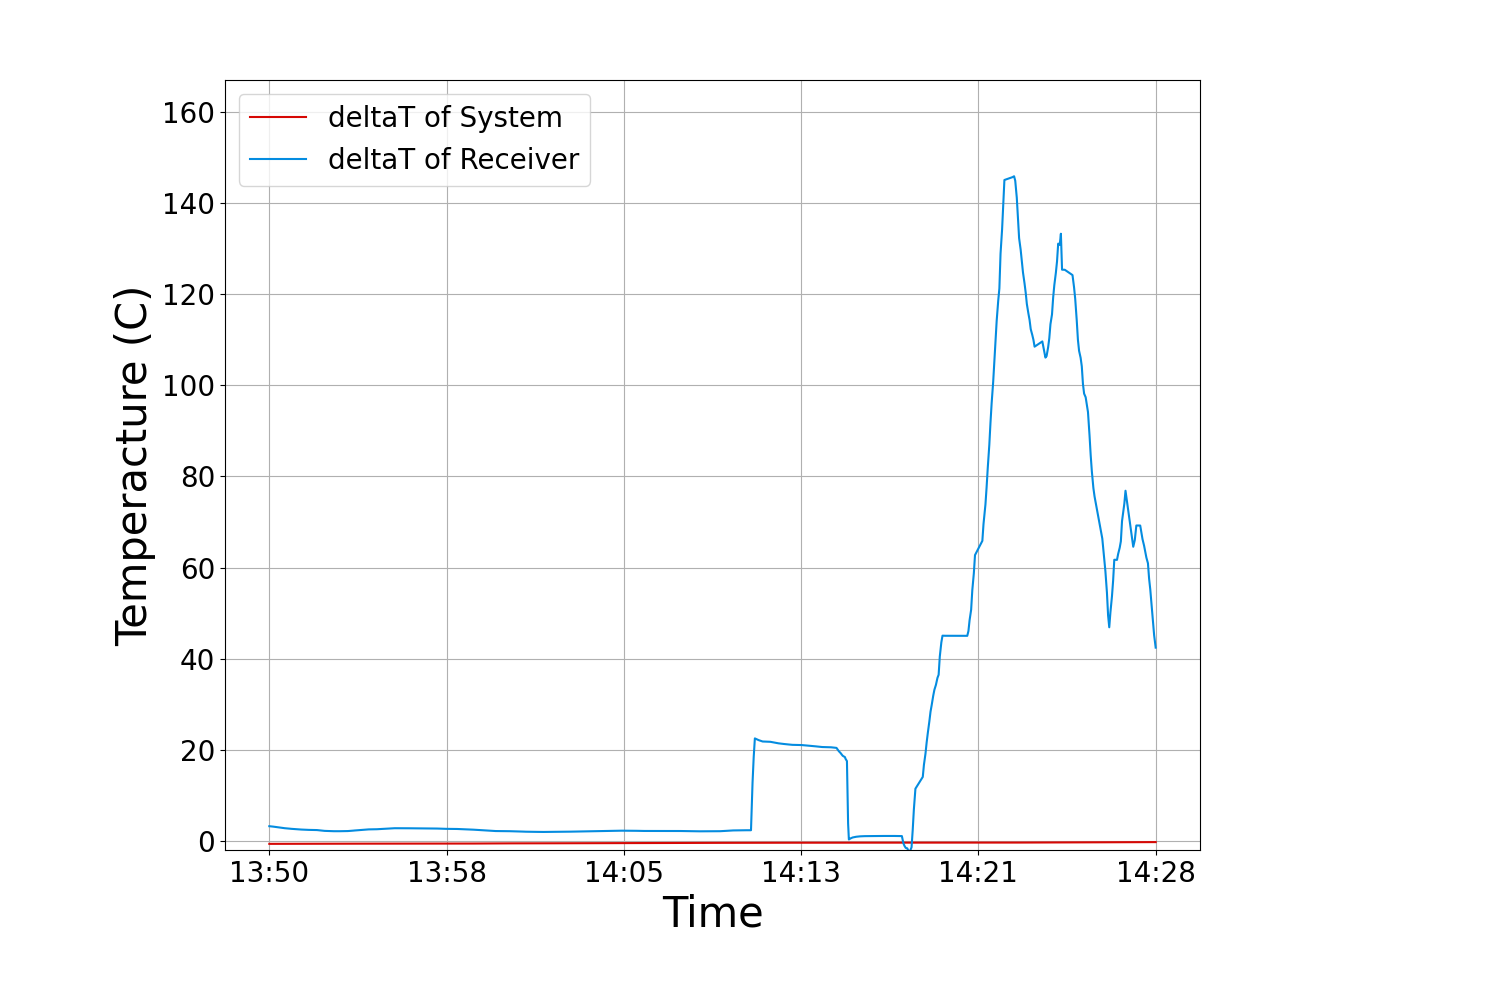 deltaT of System
deltaT of Receiver
160
140
120
100
80
60
40
20
0
Temperacture (C)
13:50 13:58 14:05 14:13 14:21 14:28
Time